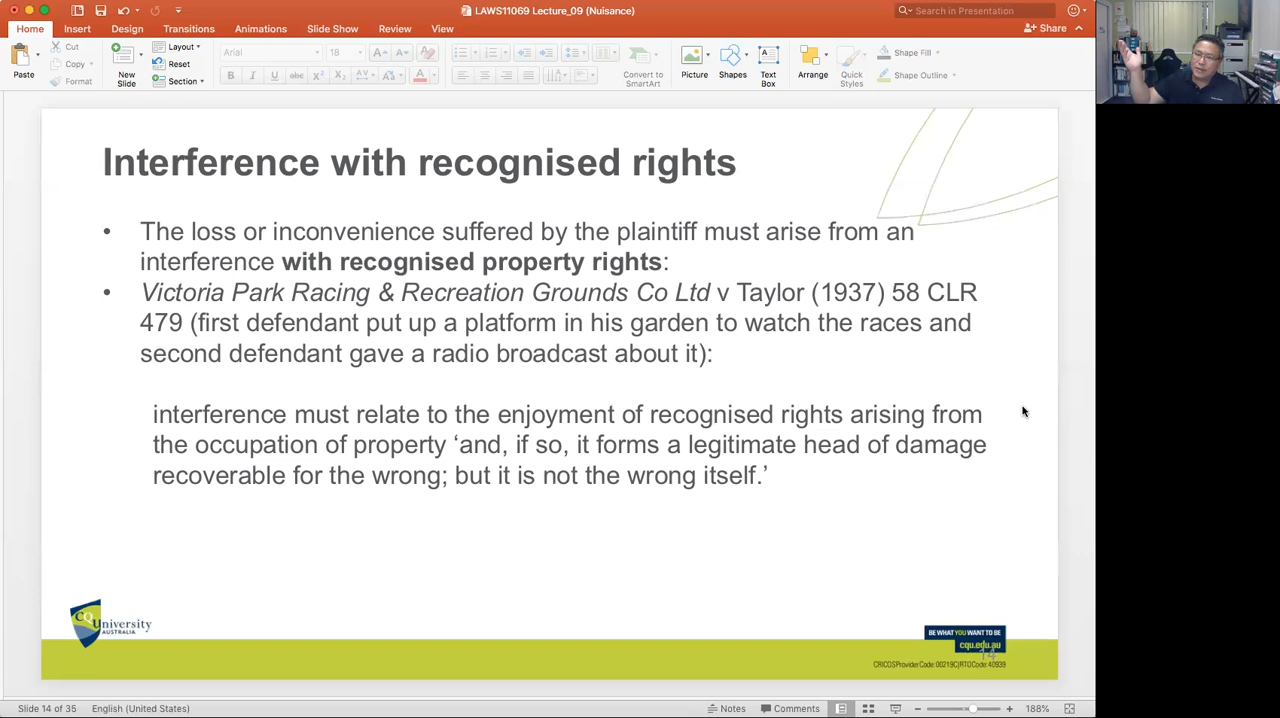 LAWS11069 Lecture_09 (Nuisance)
Search in Presentation
Home Insert Design Transitions Animations Slide Show Review View
Share
Paste
Cut
Copy
Format
New Slide
Layout
Reset
Section
Arial 18
B I U abc X² X₂ AV Aa A
Convert to SmartArt
Picture
Shapes
Text Box
Arrange
Quick Styles
Shape Fill
Shape Outline
Interference with recognised rights
• The loss or inconvenience suffered by the plaintiff must arise from an
interference with recognised property rights:
• Victoria Park Racing & Recreation Grounds Co Ltd v Taylor (1937) 58 CLR
479 (first defendant put up a platform in his garden to watch the races and
second defendant gave a radio broadcast about it):
interference must relate to the enjoyment of recognised rights arising from
the occupation of property ‘and, if so, it forms a legitimate head of damage
recoverable for the wrong; but it is not the wrong itself.’
CQUniversity
AUSTRALIA
BE WHAT YOU WANT TO BE
cqu.edu.au
14
CRICOS Provider Code: 00219C | RTO Code: 40939
Slide 14 of 35 English (United States) Notes Comments 188%